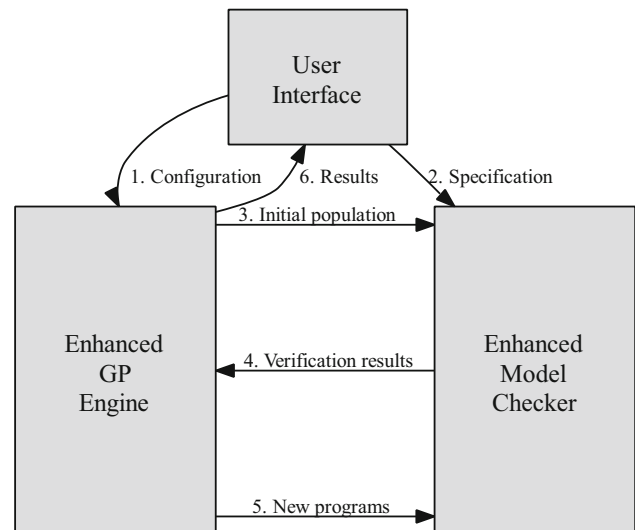 User
Interface
1. Configuration
6. Results
2. Specification
3. Initial population
Enhanced
GP
Engine
4. Verification results
Enhanced
Model
Checker
5. New programs